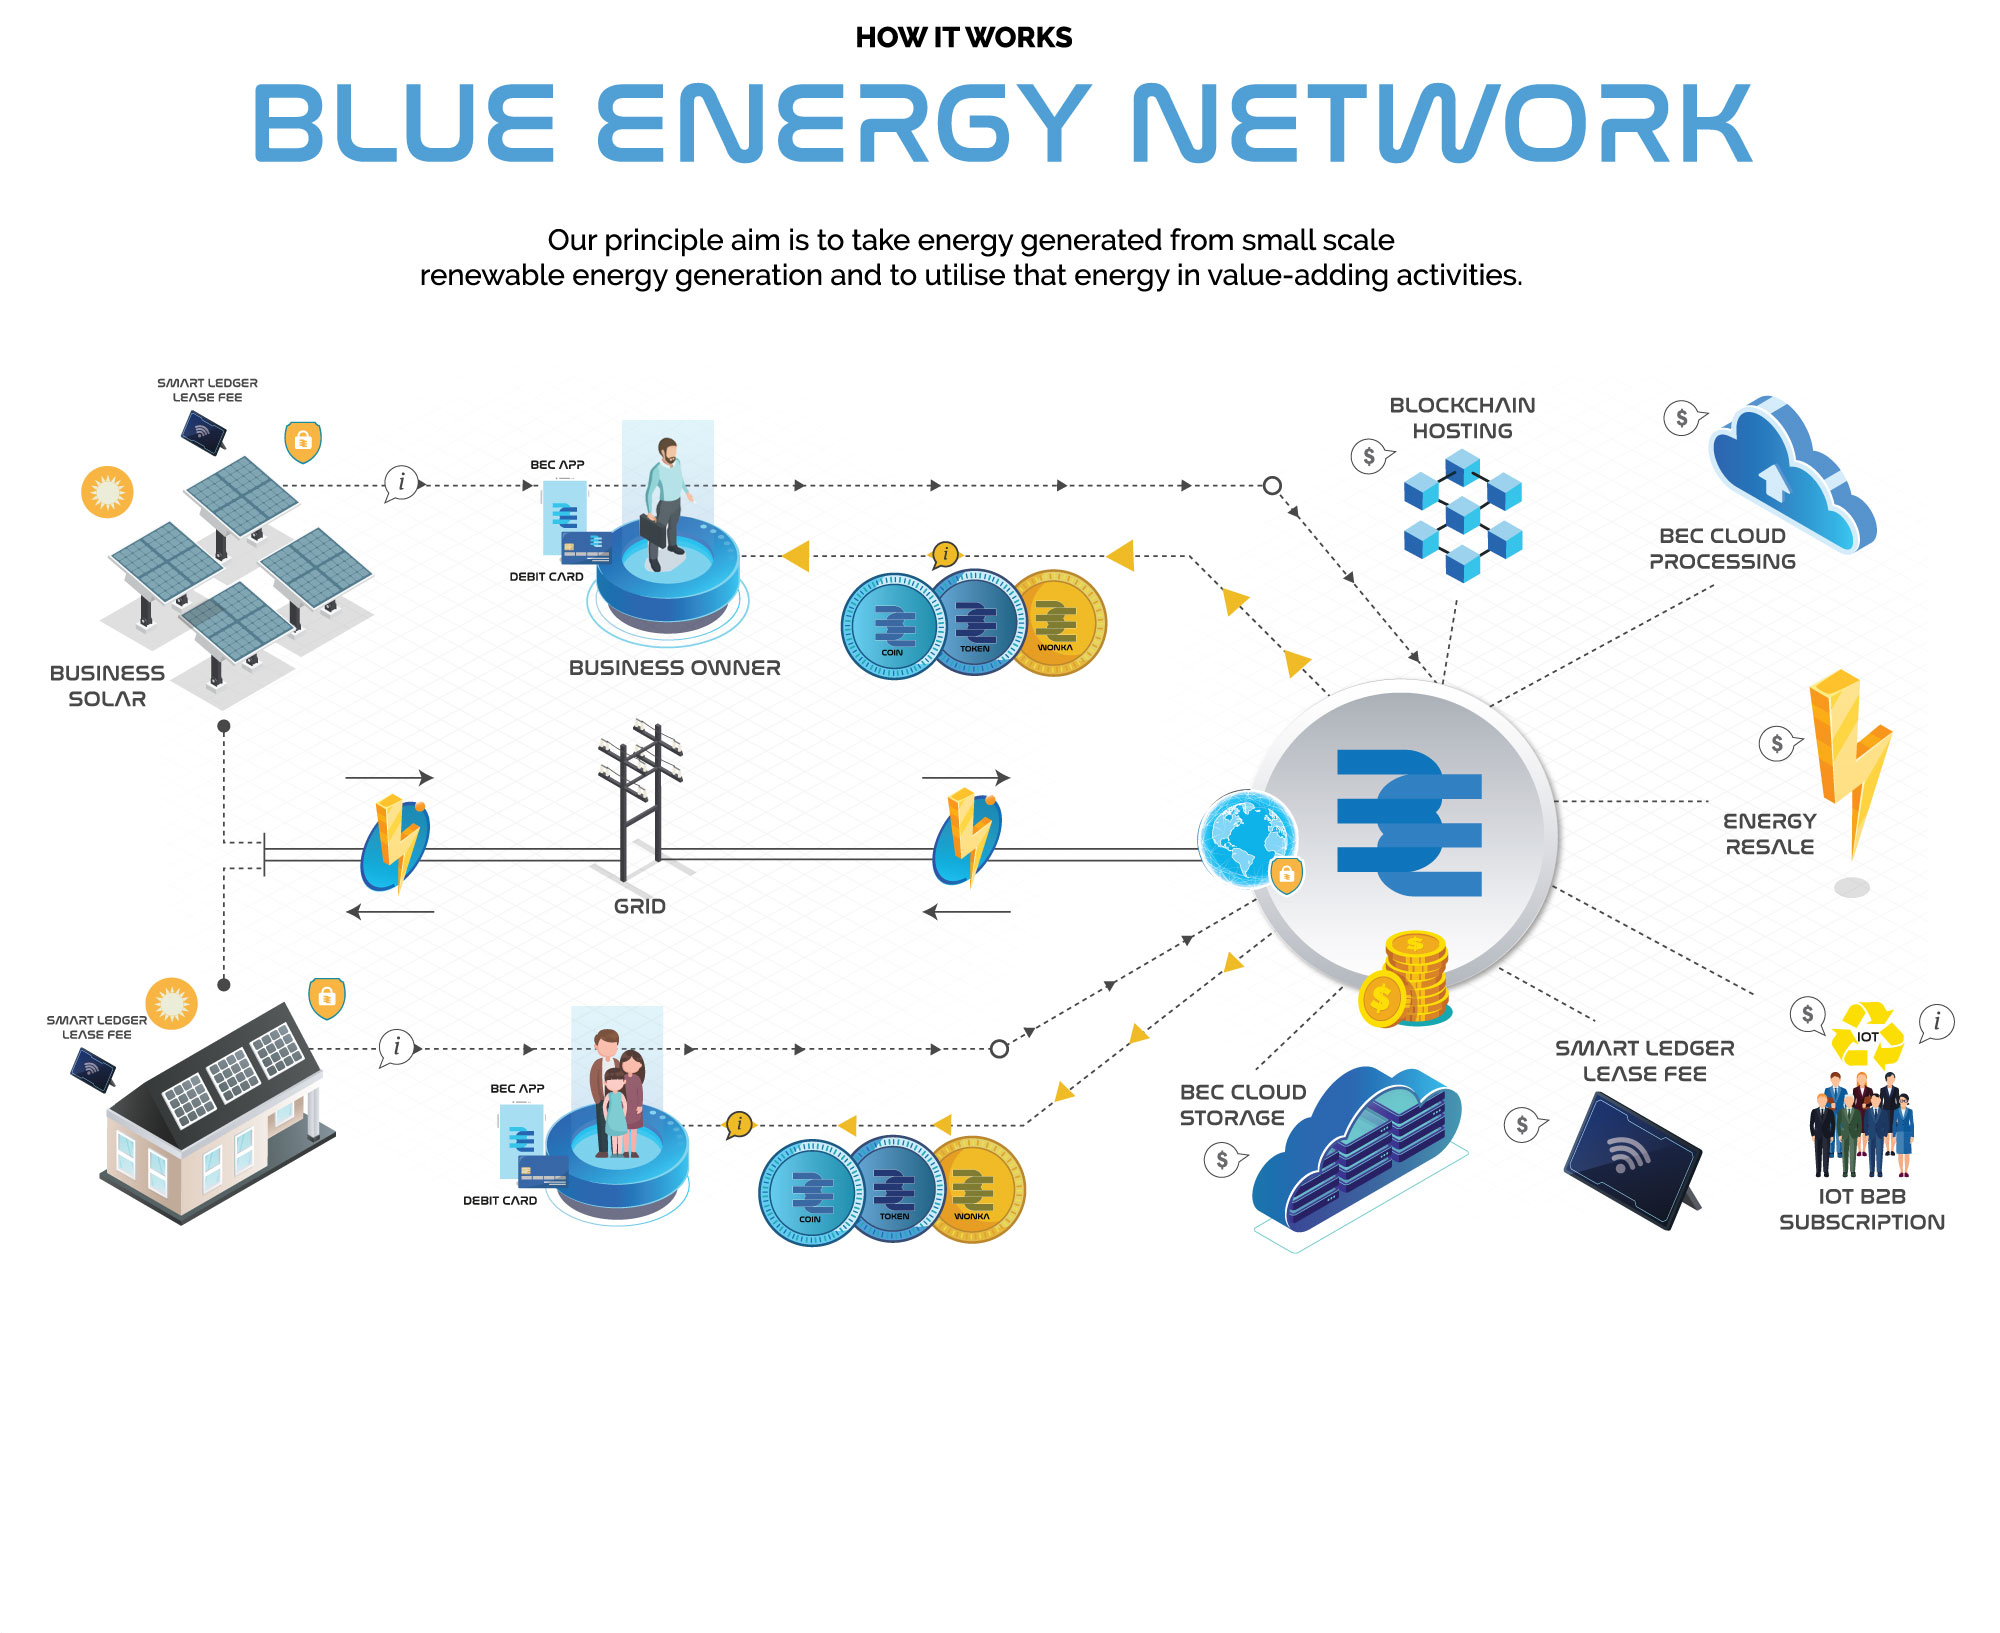 HOW IT WORKS
BLUE ENERGY NETWORK
Our principle aim is to take energy generated from small scale
renewable energy generation and to utilise that energy in value-adding activities.
SMART LEDGER
LEASE FEE
i
BEC APP
DEBIT CARD
BUSINESS OWNER
BUSINESS
SOLAR
i
COIN
TOKEN
WONKA
BLOCKCHAIN
HOSTING
$
$
BEC CLOUD
PROCESSING
$
ENERGY
RESALE
GRID
SMART LEDGER
LEASE FEE
i
BEC APP
DEBIT CARD
i
COIN
TOKEN
WONKA
$
$
BEC CLOUD
STORAGE
$
SMART LEDGER
LEASE FEE
$
$
IOT
i
IOT B2B
SUBSCRIPTION